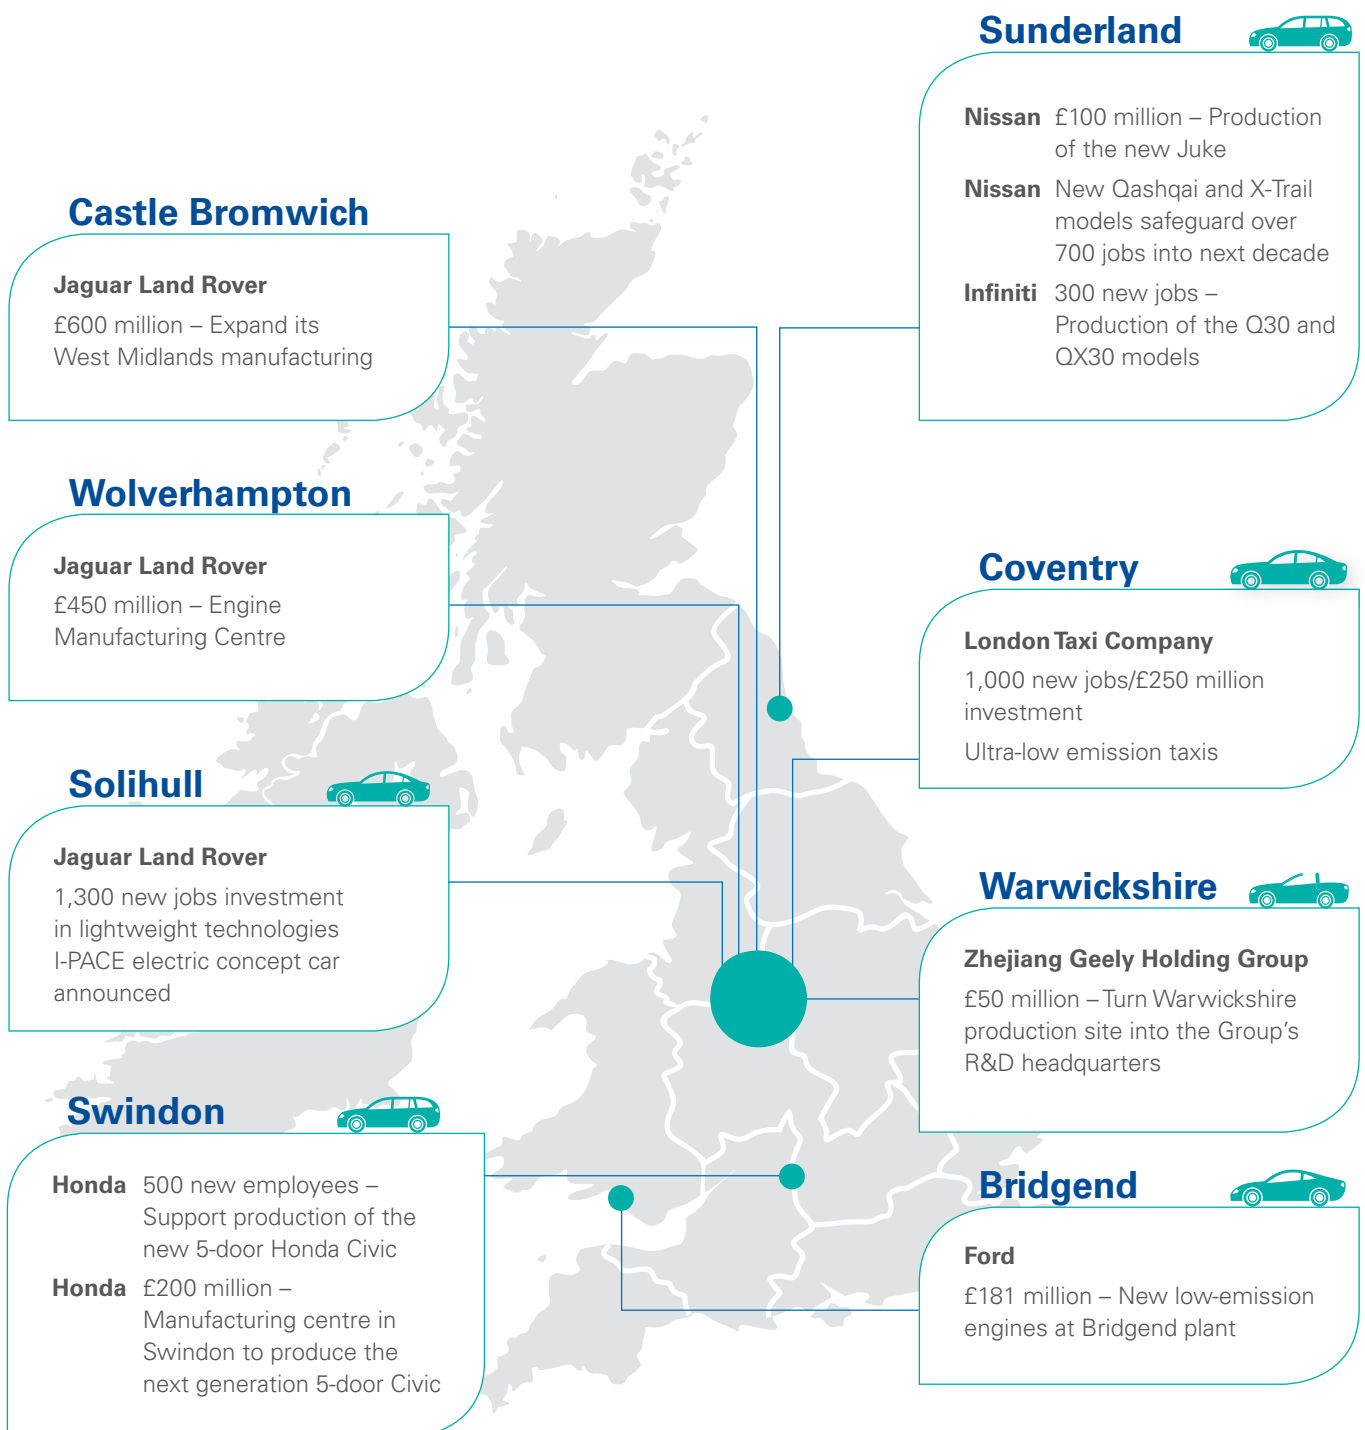 Castle Bromwich
Jaguar Land Rover
£600 million – Expand its
West Midlands manufacturing
Wolverhampton
Jaguar Land Rover
£450 million – Engine
Manufacturing Centre
Solihull
Jaguar Land Rover
1,300 new jobs investment
in lightweight technologies
I-PACE electric concept car
announced
Swindon
Honda 500 new employees –
Support production of the
new 5-door Honda Civic
Honda £200 million –
Manufacturing centre in
Swindon to produce the
next generation 5-door Civic
Sunderland
Nissan £100 million – Production
of the new Juke
Nissan New Qashqai and X-Trail
models safeguard over
700 jobs into next decade
Infiniti 300 new jobs –
Production of the Q30 and
QX30 models
Coventry
London Taxi Company
1,000 new jobs/£250 million
investment
Ultra-low emission taxis
Warwickshire
Zhejiang Geely Holding Group
£50 million – Turn Warwickshire
production site into the Group's
R&D headquarters
Bridgend
Ford
£181 million – New low-emission
engines at Bridgend plant